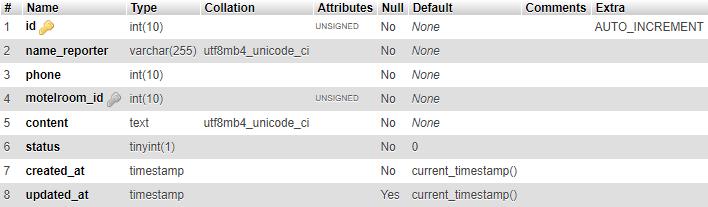 # Name Type Collation Attributes Null Default Comments Extra
1 id int(10) UNSIGNED No None AUTO_INCREMENT
2 name_reporter varchar(255) utf8mb4_unicode_ci No None
3 phone int(10) No None
4 motelroom_id int(10) UNSIGNED No None
5 content text utf8mb4_unicode_ci No None
6 status tinyint(1) No 0
7 created_at timestamp No current_timestamp()
8 updated_at timestamp Yes current_timestamp()